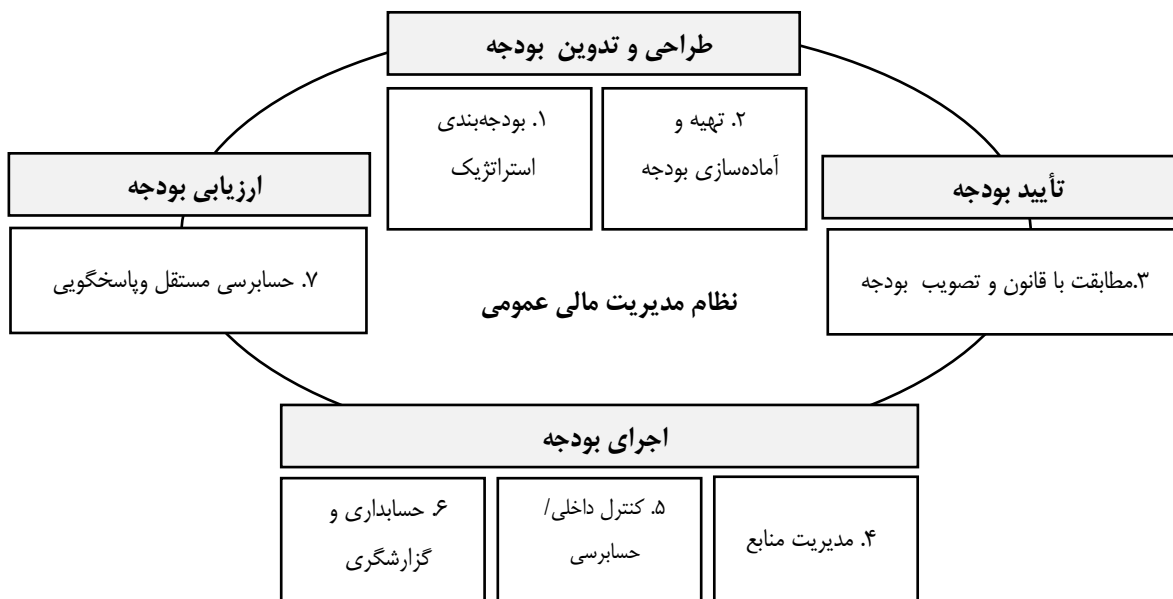 طراحی و تدوین بودجه
۱. بودجه‌بندی
استراتژیک
۲. تهیه و
آماده‌سازی بودجه
تأیید بودجه
۳.مطابقت با قانون و تصویب بودجه
ارزیابی بودجه
۷. حسابرسی مستقل وپاسخگویی
نظام مدیریت مالی عمومی
اجرای بودجه
۴. مدیریت منابع
۵. کنترل داخلی/
حسابرسی
۶. حسابداری و
گزارشگری